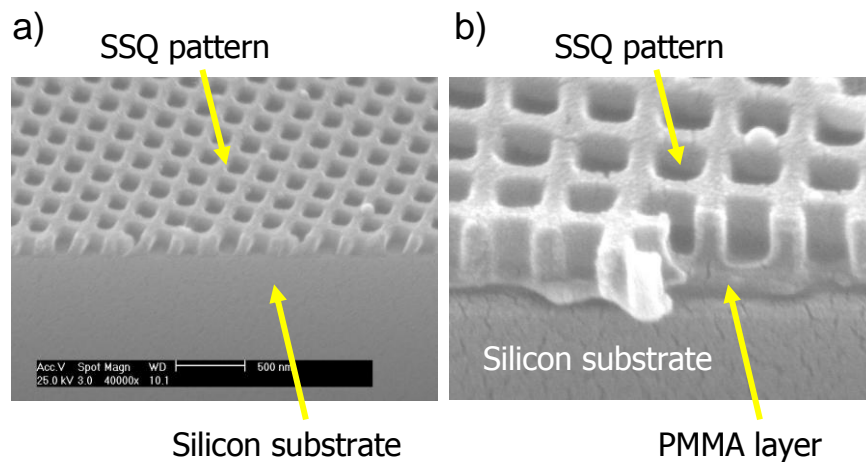 a)
SSQ pattern
Acc.V Spot Magn WD 500 nm
25.0 kV 3.0 40000x 10.1
Silicon substrate
b)
SSQ pattern
Silicon substrate
PMMA layer